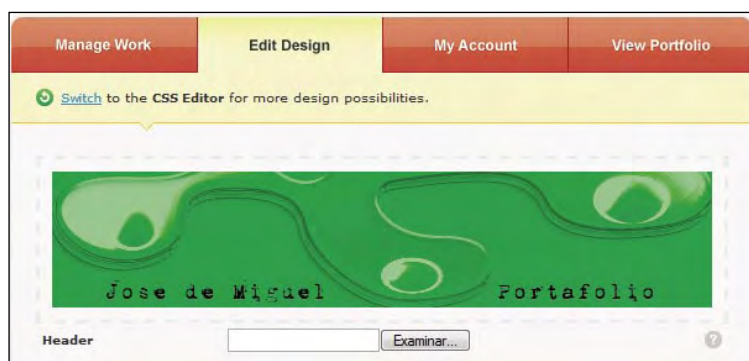 Manage Work Edit Design My Account View Portfolio
Switch to the CSS Editor for more design possibilities.
Jose de Miguel Portafolio
Header Examinar... ?